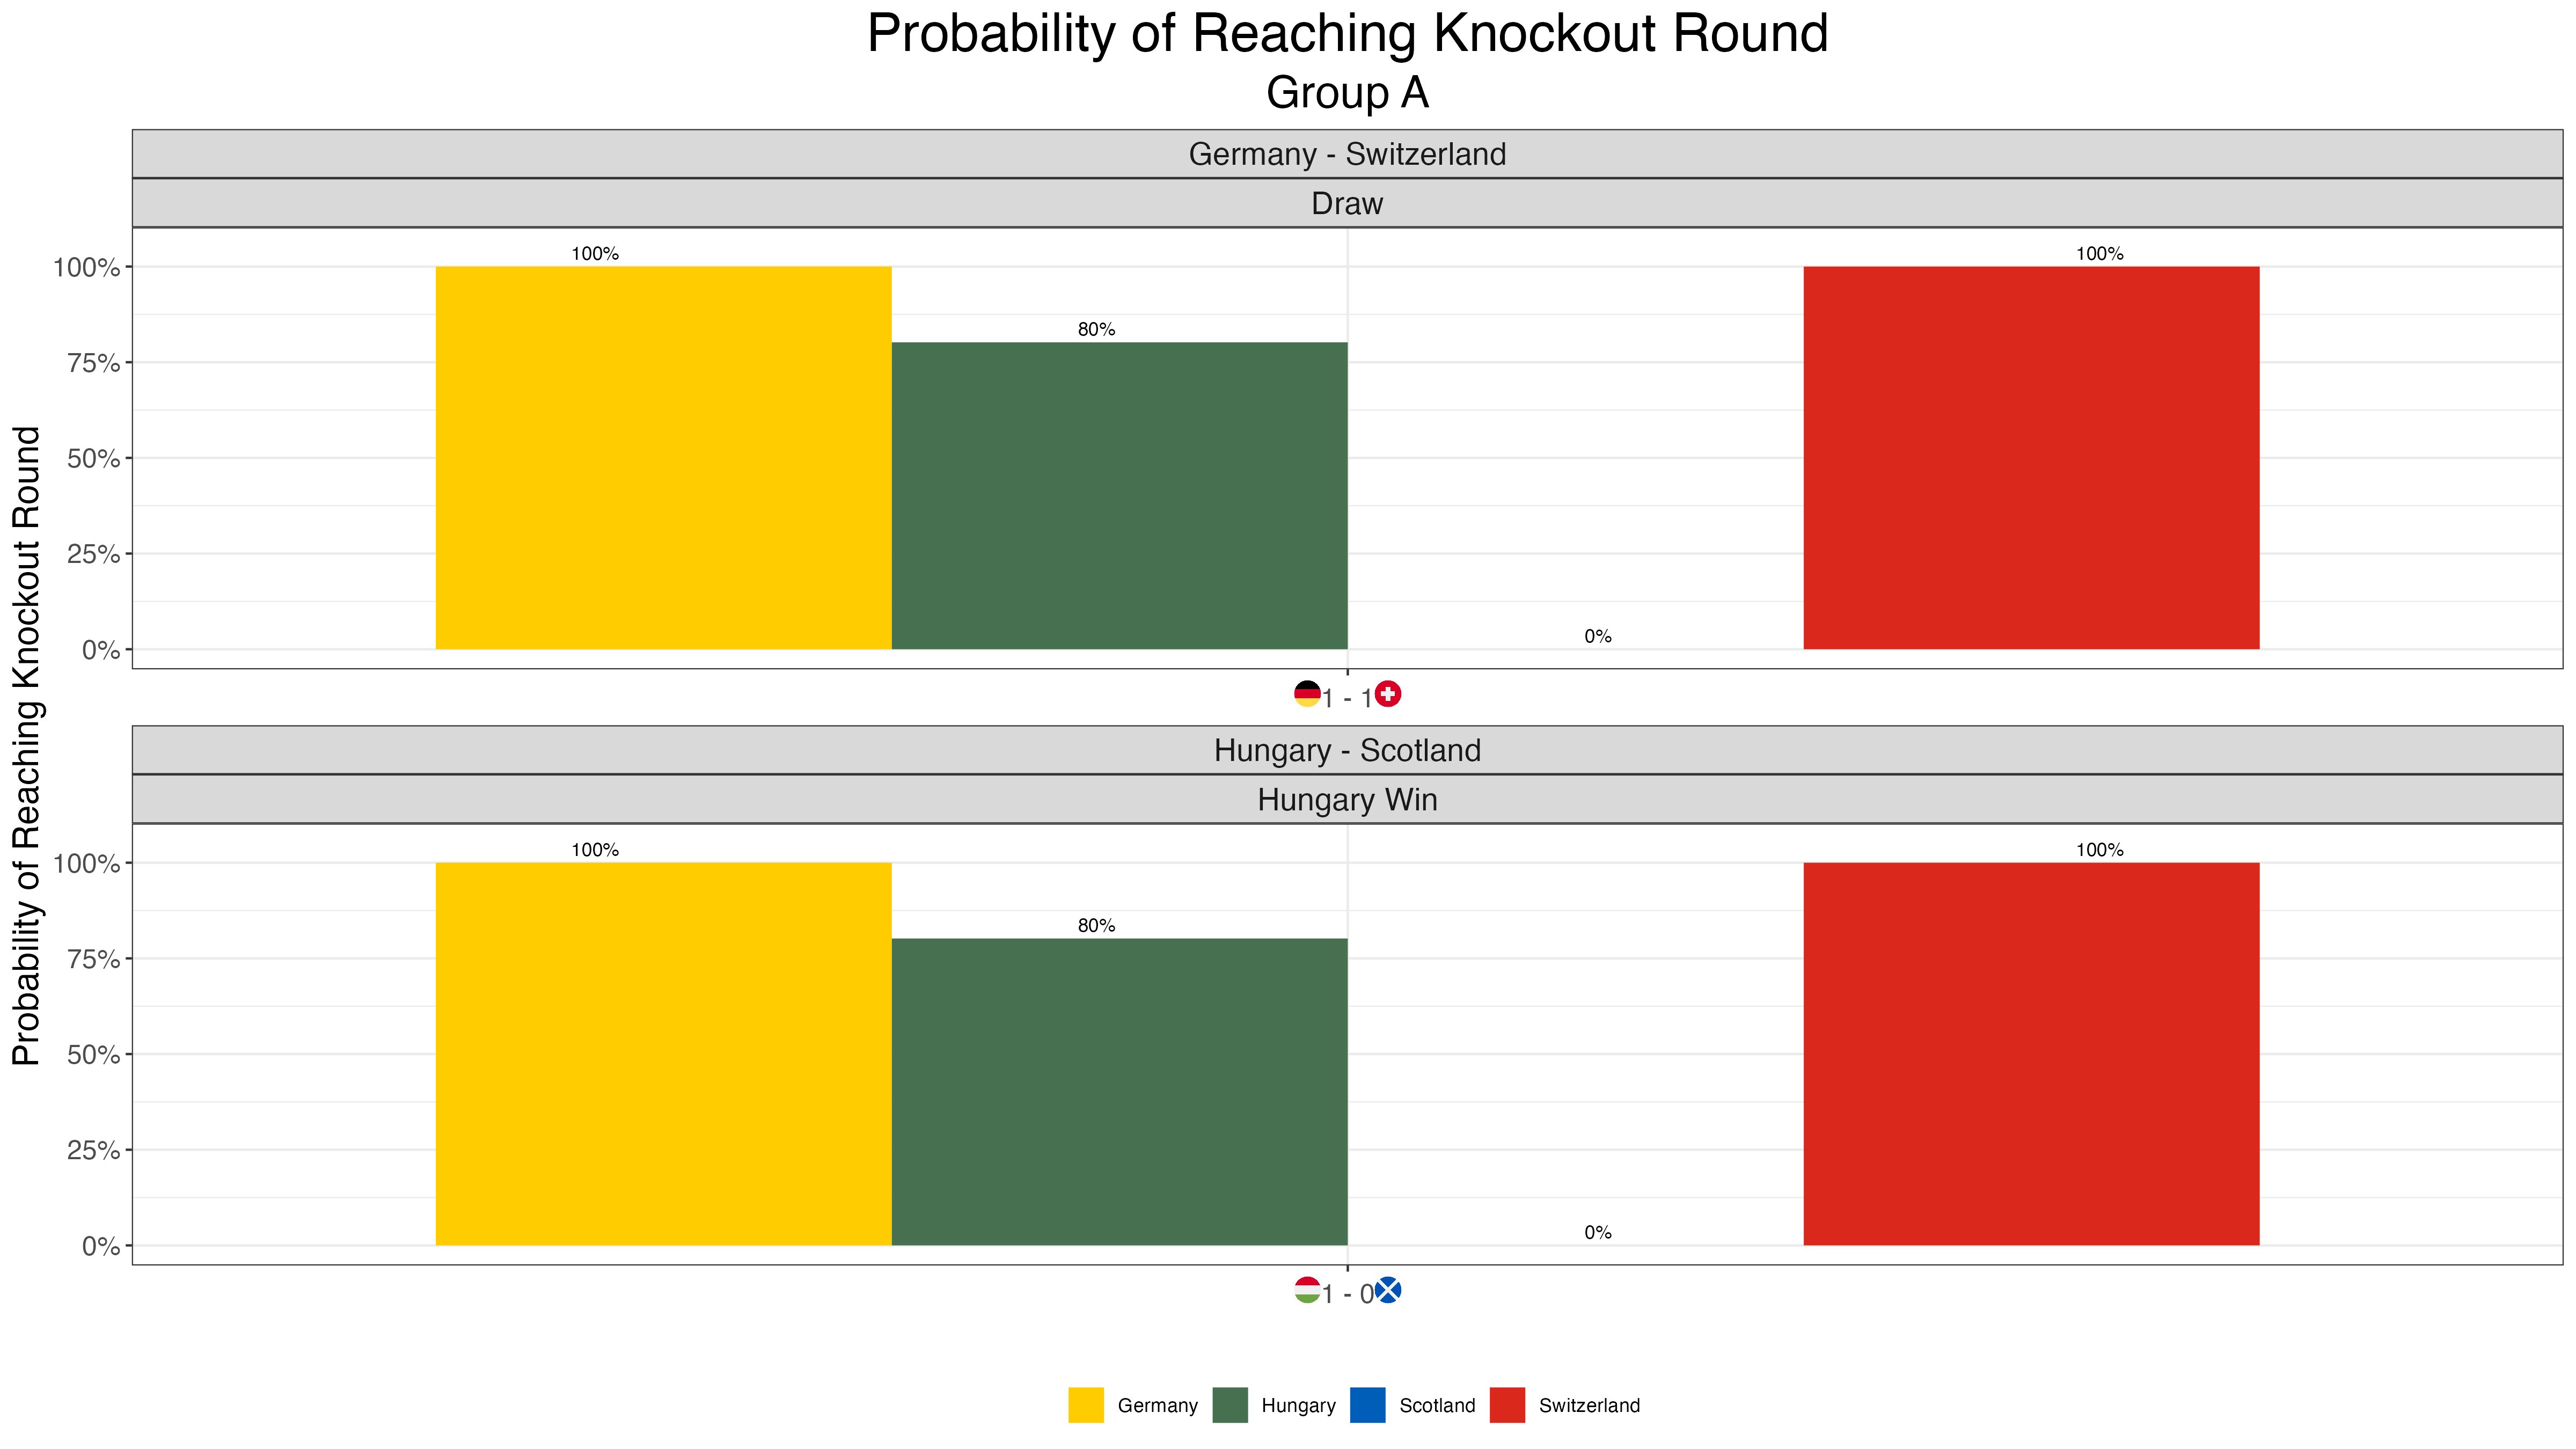 Probability of Reaching Knockout Round
Group A
Germany - Switzerland
Draw
100%
100%
80%
0%
100%
75%
50%
25%
0%
1 - 1
Probability of Reaching Knockout Round
Hungary - Scotland
Hungary Win
100%
100%
80%
0%
100%
75%
50%
25%
0%
1 - 0
Germany Hungary Scotland Switzerland